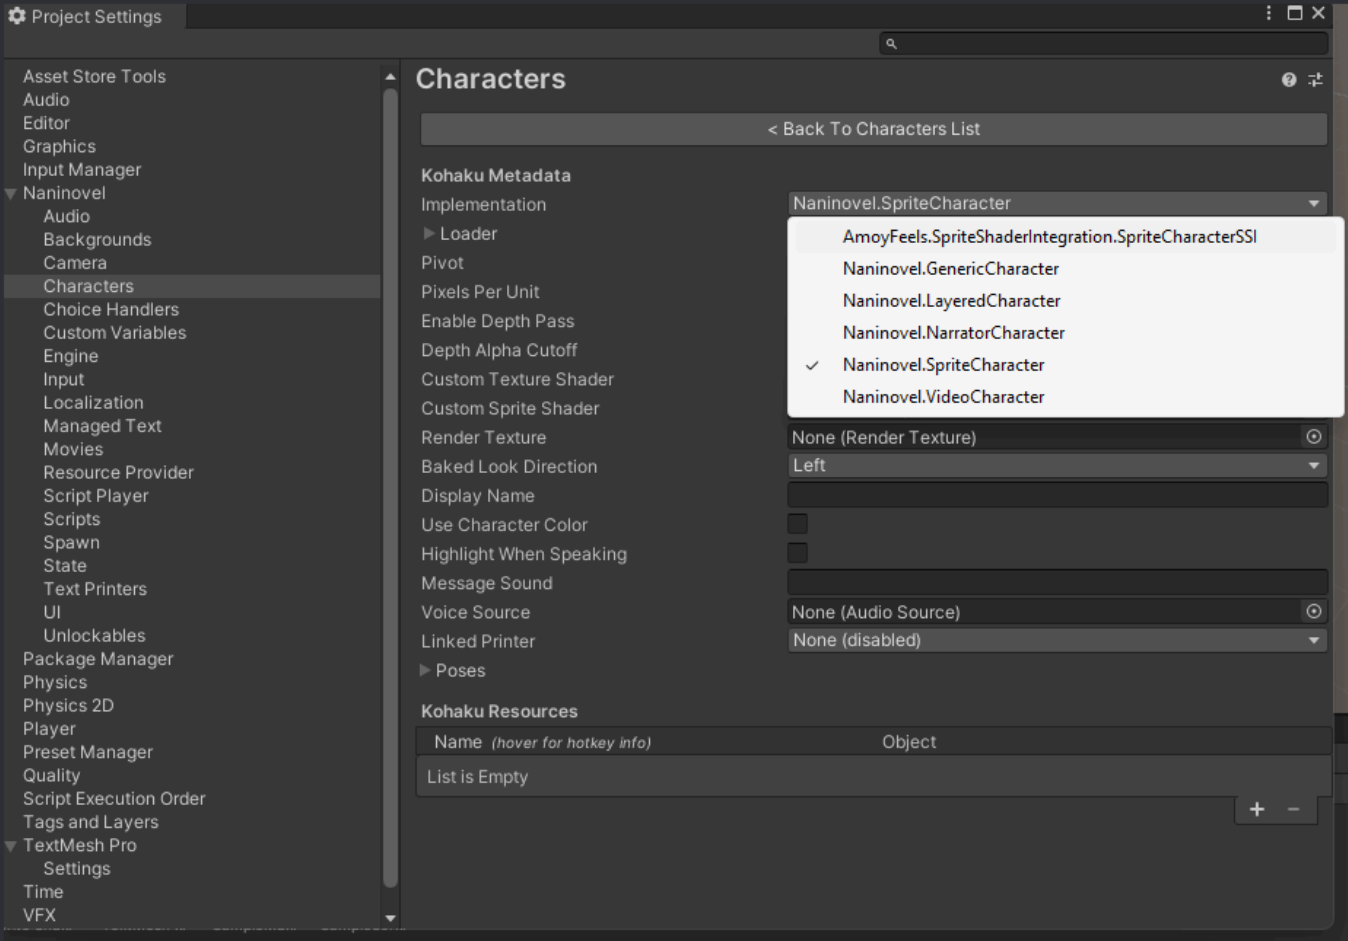 Project Settings
Asset Store Tools
Audio
Editor
Graphics
Input Manager
Naninovel
Audio
Backgrounds
Camera
Characters
Choice Handlers
Custom Variables
Engine
Input
Localization
Managed Text
Movies
Resource Provider
Script Player
Scripts
Spawn
State
Text Printers
UI
Unlockables
Package Manager
Physics
Physics 2D
Player
Preset Manager
Quality
Script Execution Order
Tags and Layers
TextMesh Pro
Settings
Time
VFX
Characters
< Back To Characters List
Kohaku Metadata
Implementation Naninovel.SpriteCharacter
AmoyFeels.SpriteShaderIntegration.SpriteCharacterSSI
Naninovel.GenericCharacter
Naninovel.LayeredCharacter
Naninovel.NarratorCharacter
✓ Naninovel.SpriteCharacter
Naninovel.VideoCharacter
Loader
Pivot
Pixels Per Unit
Enable Depth Pass
Depth Alpha Cutoff
Custom Texture Shader
Custom Sprite Shader
Render Texture None (Render Texture)
Baked Look Direction Left
Display Name
Use Character Color
Highlight When Speaking
Message Sound
Voice Source None (Audio Source)
Linked Printer None (disabled)
Poses
Kohaku Resources
Name (hover for hotkey info) Object
List is Empty
+ −